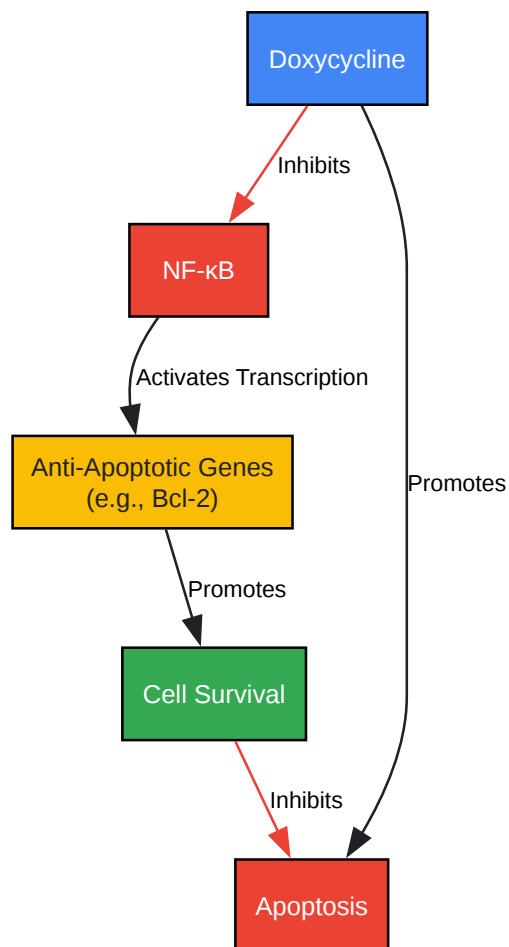 Doxycycline
Inhibits
NF-κB
Activates Transcription
Anti-Apoptotic Genes
(e.g., Bcl-2)
Promotes
Promotes
Cell Survival
Inhibits
Apoptosis